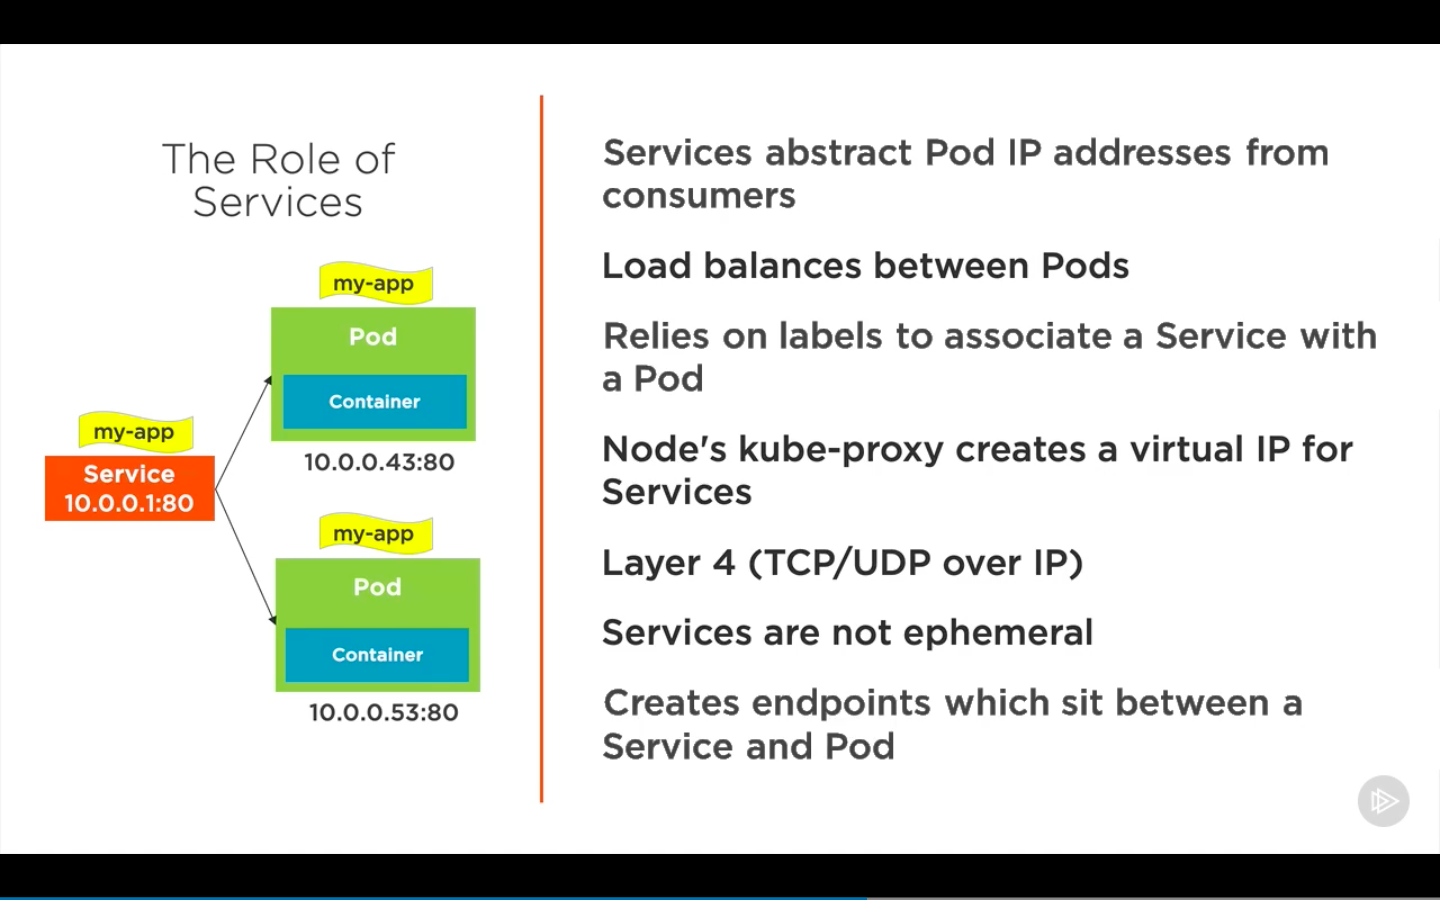 The Role of
Services
my-app
Pod
Container
10.0.0.43:80
my-app
Service
10.0.0.1:80
my-app
Pod
Container
10.0.0.53:80
Services abstract Pod IP addresses from
consumers
Load balances between Pods
Relies on labels to associate a Service with
a Pod
Node's kube-proxy creates a virtual IP for
Services
Layer 4 (TCP/UDP over IP)
Services are not ephemeral
Creates endpoints which sit between a
Service and Pod